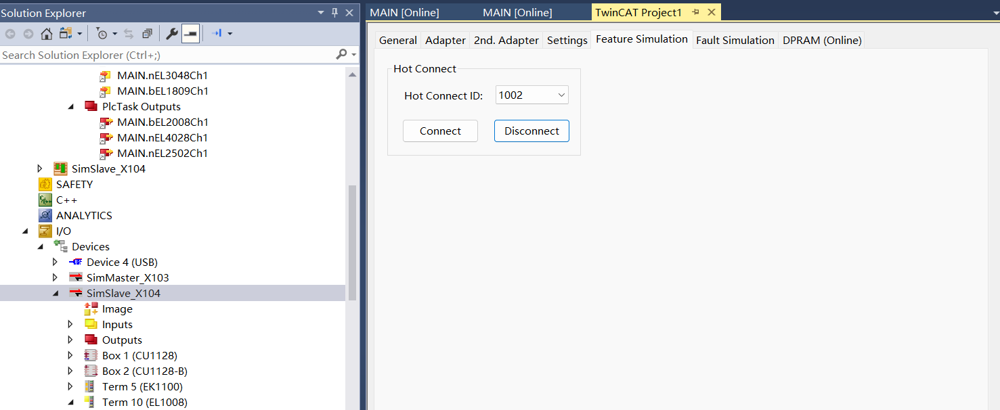 Solution Explorer
Search Solution Explorer (Ctrl+;)
MAIN.nEL3048Ch1
MAIN.bEL1809Ch1
PlcTask Outputs
MAIN.bEL2008Ch1
MAIN.nEL4028Ch1
MAIN.nEL2502Ch1
SimSlave_X104
SAFETY
C++
ANALYTICS
I/O
Devices
Device 4 (USB)
SimMaster_X103
SimSlave_X104
Image
Inputs
Outputs
Box 1 (CU1128)
Box 2 (CU1128-B)
Term 5 (EK1100)
Term 10 (EL1008)
MAIN [Online] MAIN [Online] TwinCAT Project1
General Adapter 2nd. Adapter Settings Feature Simulation Fault Simulation DPRAM (Online)
Hot Connect
Hot Connect ID: 1002
Connect Disconnect